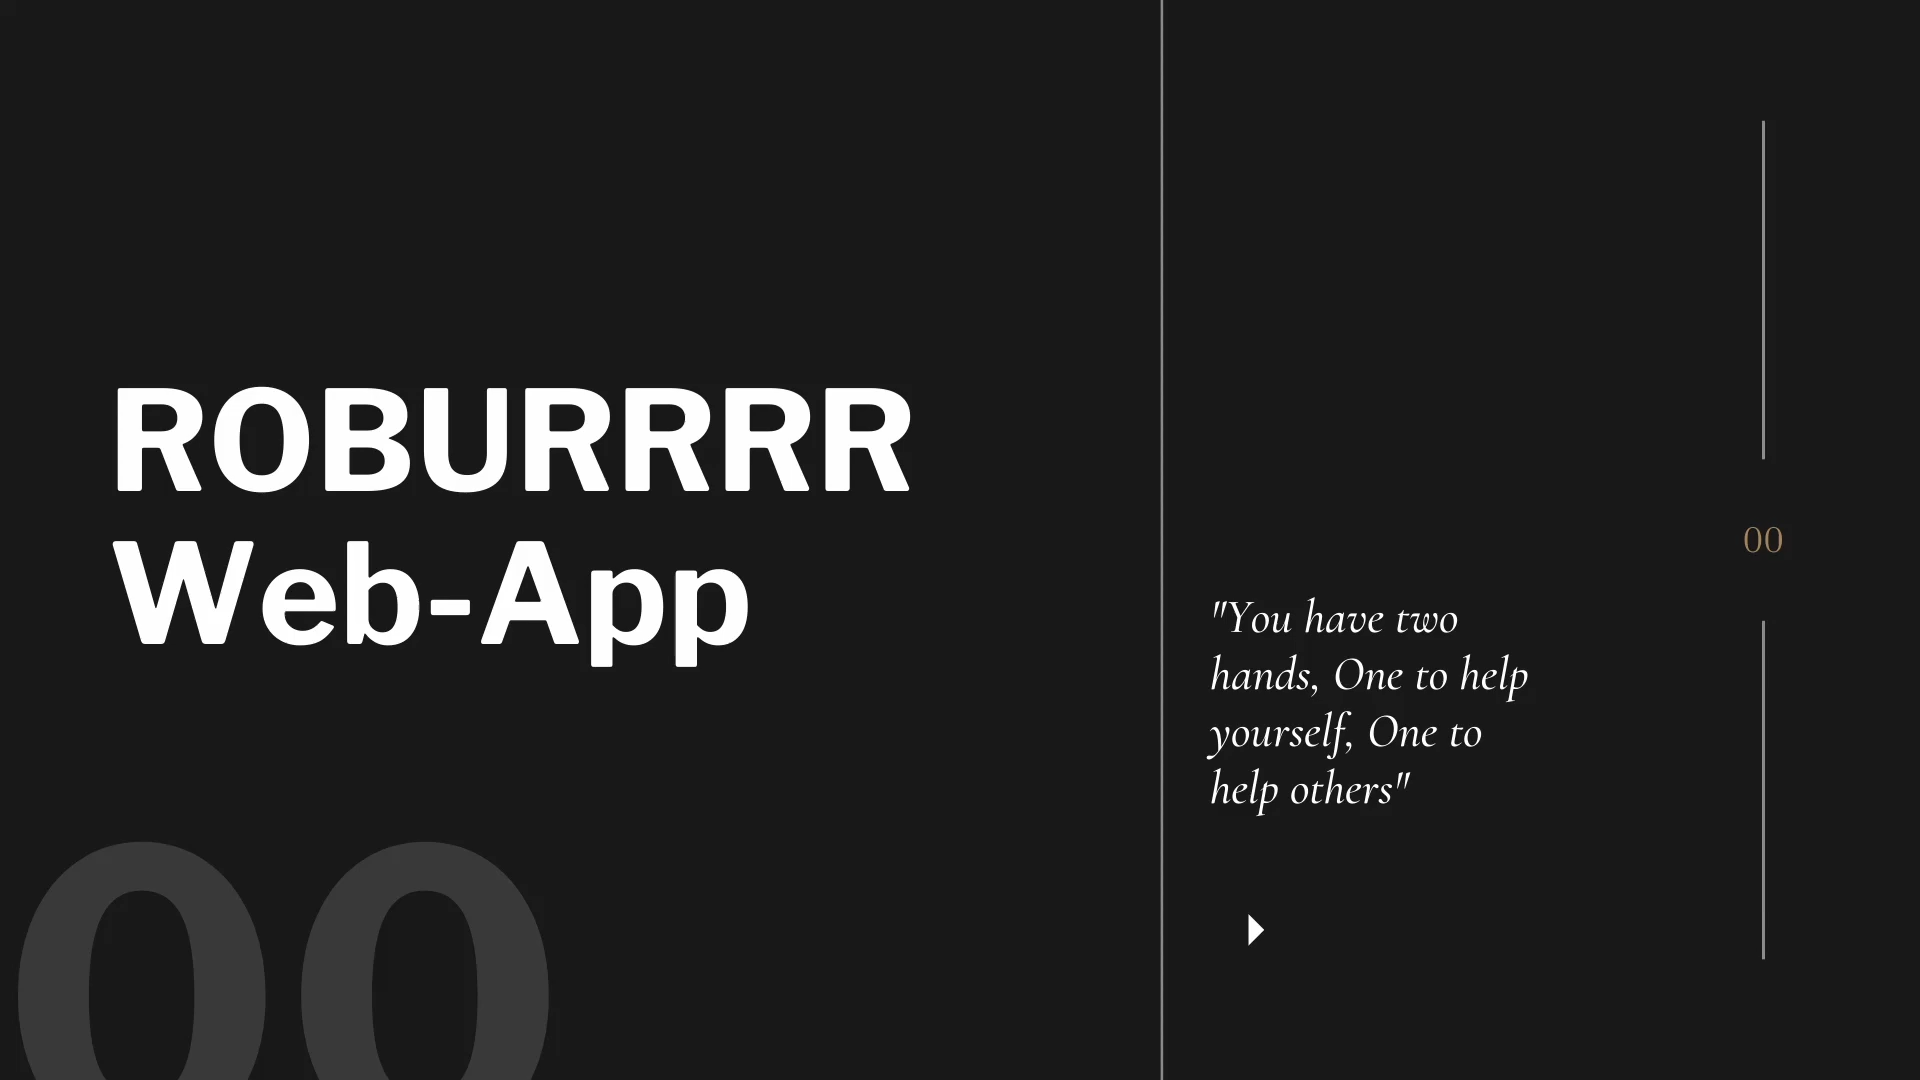 ROBURRRR
Web-App
00
"You have two
hands, One to help
yourself, One to
help others"
00